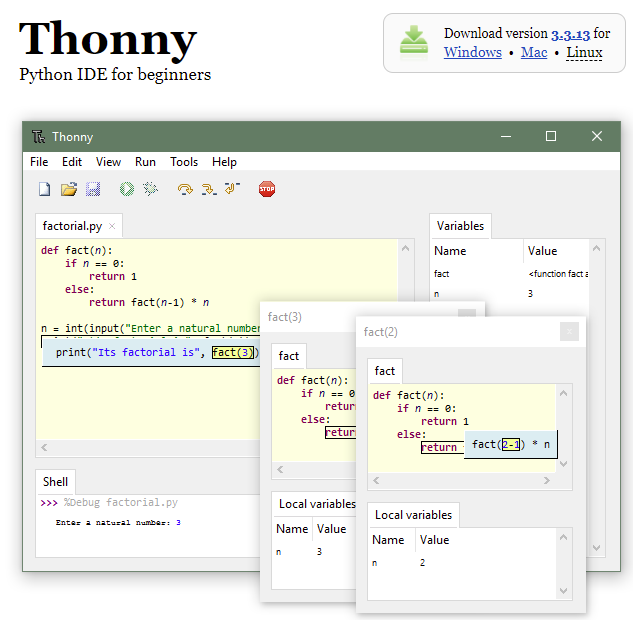 Thonny
Python IDE for beginners
Download version 3.3.13 for
Windows • Mac • Linux
Thonny
File Edit View Run Tools Help
STOP
factorial.py
def fact(n):
    if n == 0:
        return 1
    else:
        return fact(n-1) * n
n = int(input("Enter a natural number
print("Its factorial is", fact(3))
Variables
Name Value
fact <function fact a
n 3
Shell
>>> %Debug factorial.py
Enter a natural number: 3
fact(3)
fact
def fact(n):
    if n == 0
        retur
    else:
        retur
Local variables
Name Value
n 3
fact(2)
fact
def fact(n):
    if n == 0:
        return 1
    else:
        return
fact(2-1) * n
Local variables
Name Value
n 2